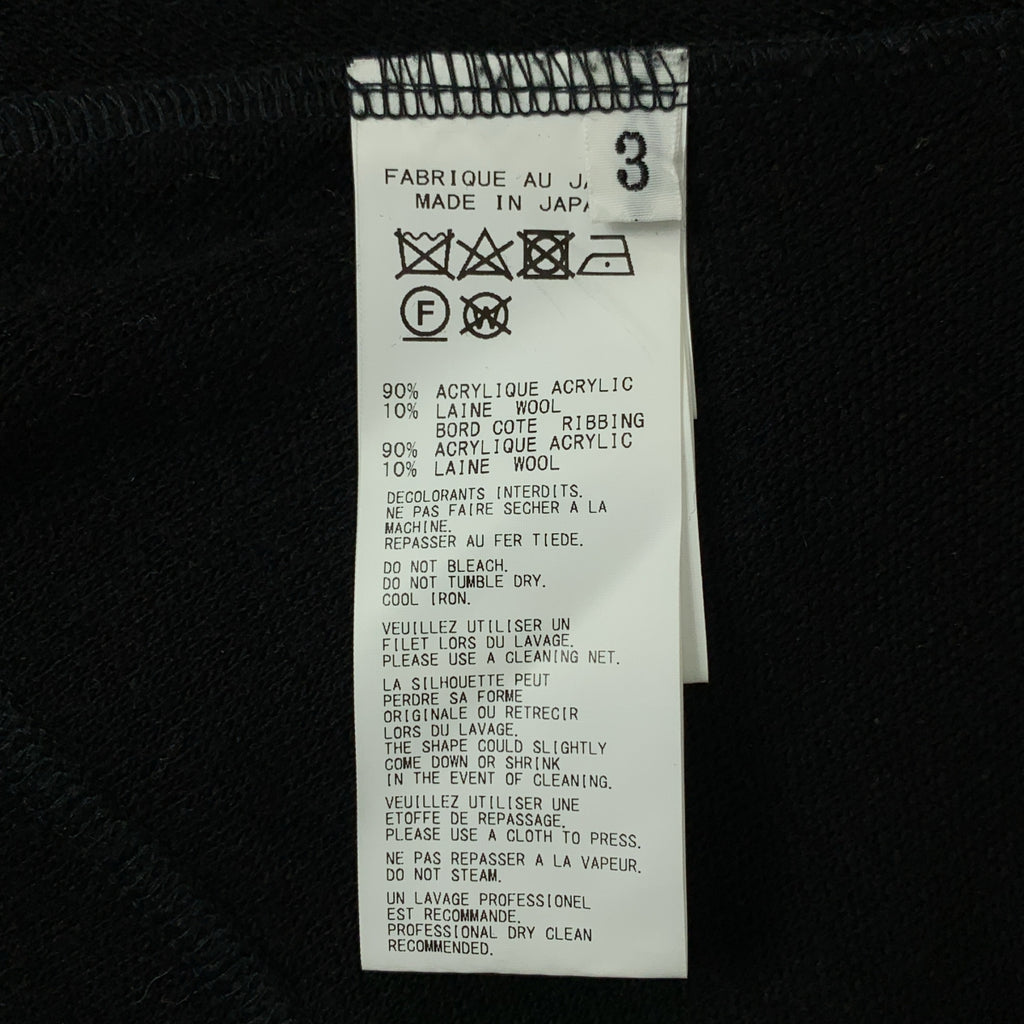 3
FABRIQUE AU
MADE IN
F
W
90% ACRYLIQUE ACRYLIC
10% LAINE WOOL
BORD COTE RIBBING
90% ACRYLIQUE ACRYLIC
10% LAINE WOOL
DECOLORANTS INTERDITS.
NE PAS FAIRE SECHER A LA
MACHINE.
REPASSER AU FER TIEDE.
DO NOT BLEACH.
DO NOT TUMBLE DRY.
COOL IRON.
VEUILLEZ UTILISER UN
FILET LORS DU LAVAGE.
PLEASE USE A CLEANING NET.
LA SILHOUETTE PEUT
PERDRE SA FORME
ORIGINALE OU RETRECIR
LORS DU LAVAGE.
THE SHAPE COULD SLIGHTLY
COME DOWN OR SHRINK
IN THE EVENT OF CLEANING.
VEUILLEZ UTILISER UNE
ETOFFE DE REPASSAGE.
PLEASE USE A CLOTH TO PRESS.
NE PAS REPASSER A LA VAPEUR.
DO NOT STEAM.
UN LAVAGE PROFESSIONEL
EST RECOMMANDE.
PROFESSIONAL DRY CLEAN
RECOMMENDED.